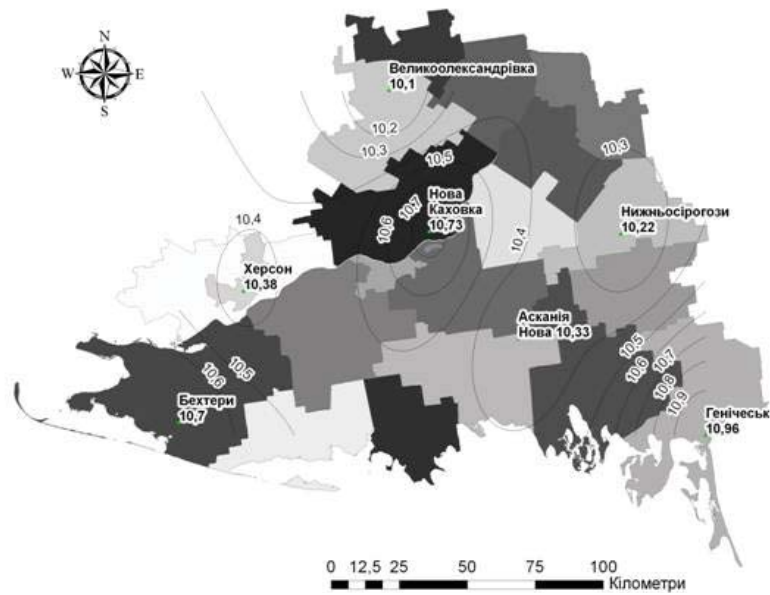 N
W E
S
Великоолександрівка
10,1
10,2
10,3
10,5
10,3
10,7
10,6
Нова
Каховка
10,73
Нижньосірогози
10,22
10,4
10,4
Херсон
10,38
Асканія
Нова 10,33
10,5
10,6
10,7
10,8
10,9
10,5
10,6
Бехтери
10,7
Генічеськ
10,96
0 12,5 25 50 75 100
Кілометри